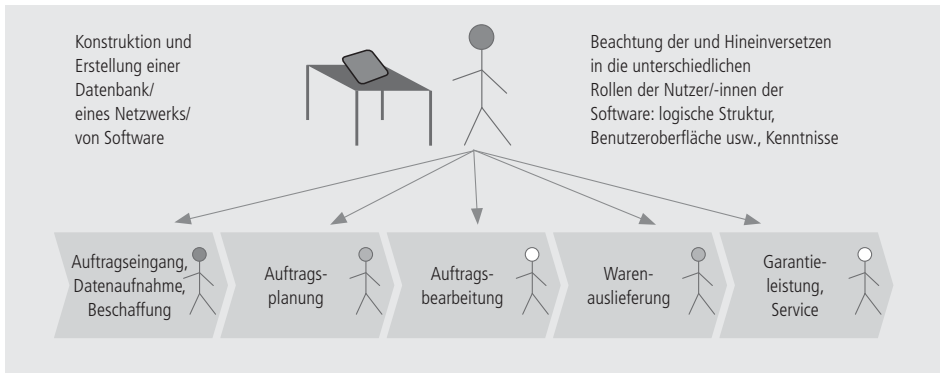 Konstruktion und
Erstellung einer
Datenbank/
eines Netzwerks/
von Software
Beachtung der und Hineinversetzen
in die unterschiedlichen
Rollen der Nutzer/-innen der
Software: logische Struktur,
Benutzeroberfläche usw., Kenntnisse
Auftragseingang,
Datenaufnahme,
Beschaffung
Auftrags-
planung
Auftrags-
bearbeitung
Waren-
auslieferung
Garantie-
leistung,
Service